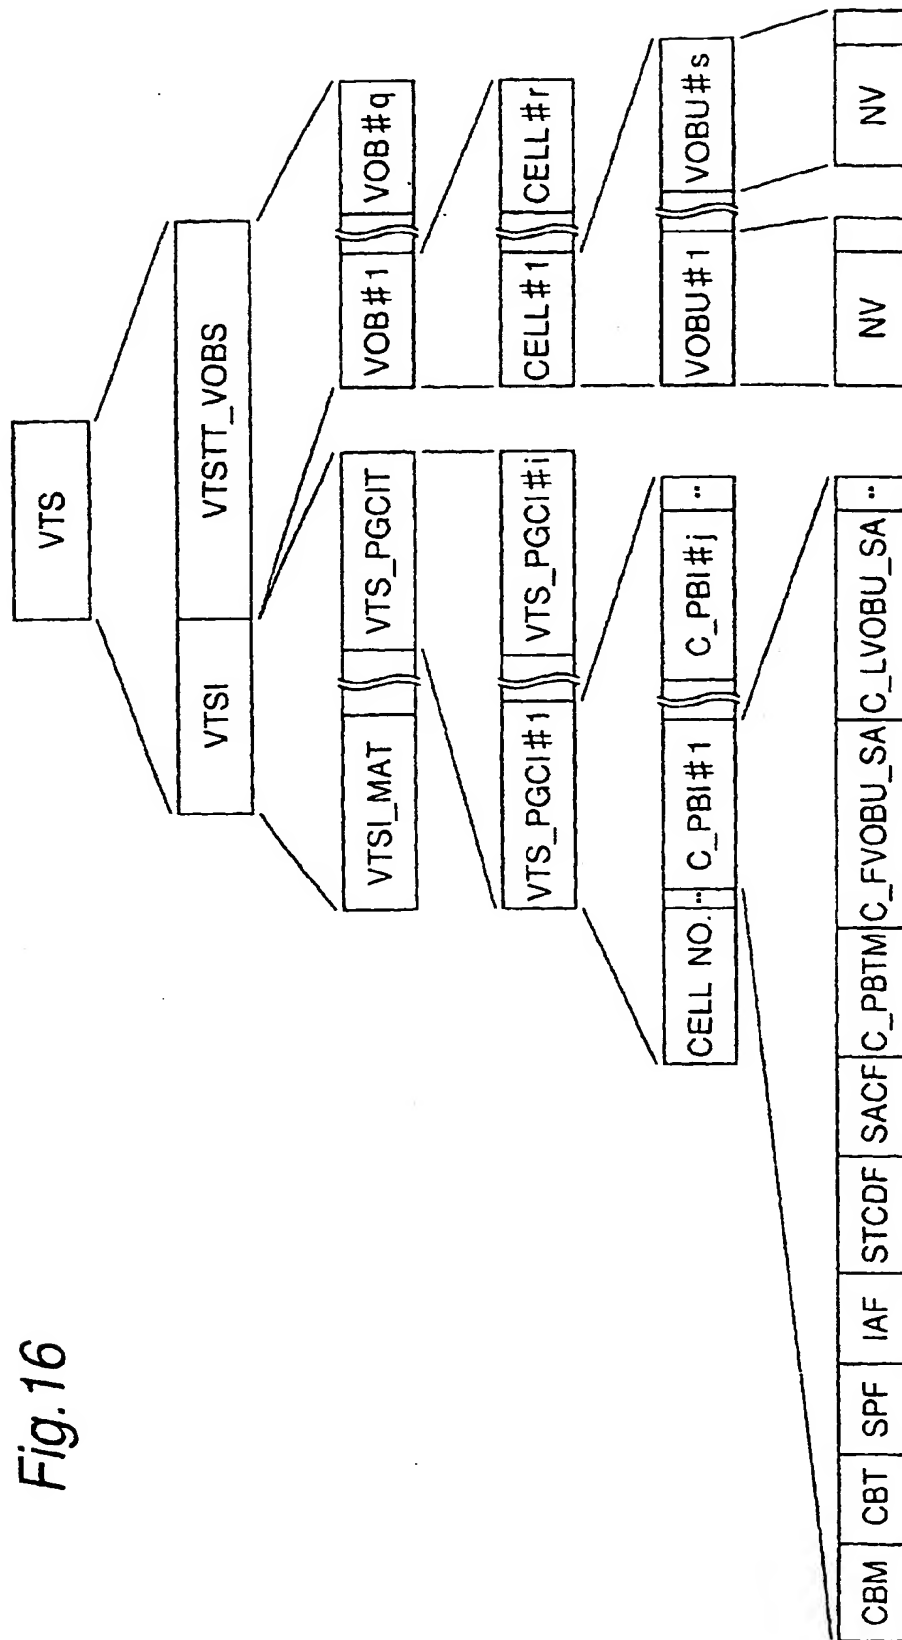 Fig.16
VTS
VTSI VTSTT_VOBS
VTSI_MAT VTS_PGCIT VOB#1 VOB#q
VTS_PGCI#1 VTS_PGCI#i CELL#1 CELL#r
CELL NO. ·· C_PBI#1 C_PBI#j ·· VOBU#1 VOBU#s
CBM CBT SPF IAF STCDF SACF C_PBTM C_FVOBU_SA C_LVOBU_SA ·· NV NV